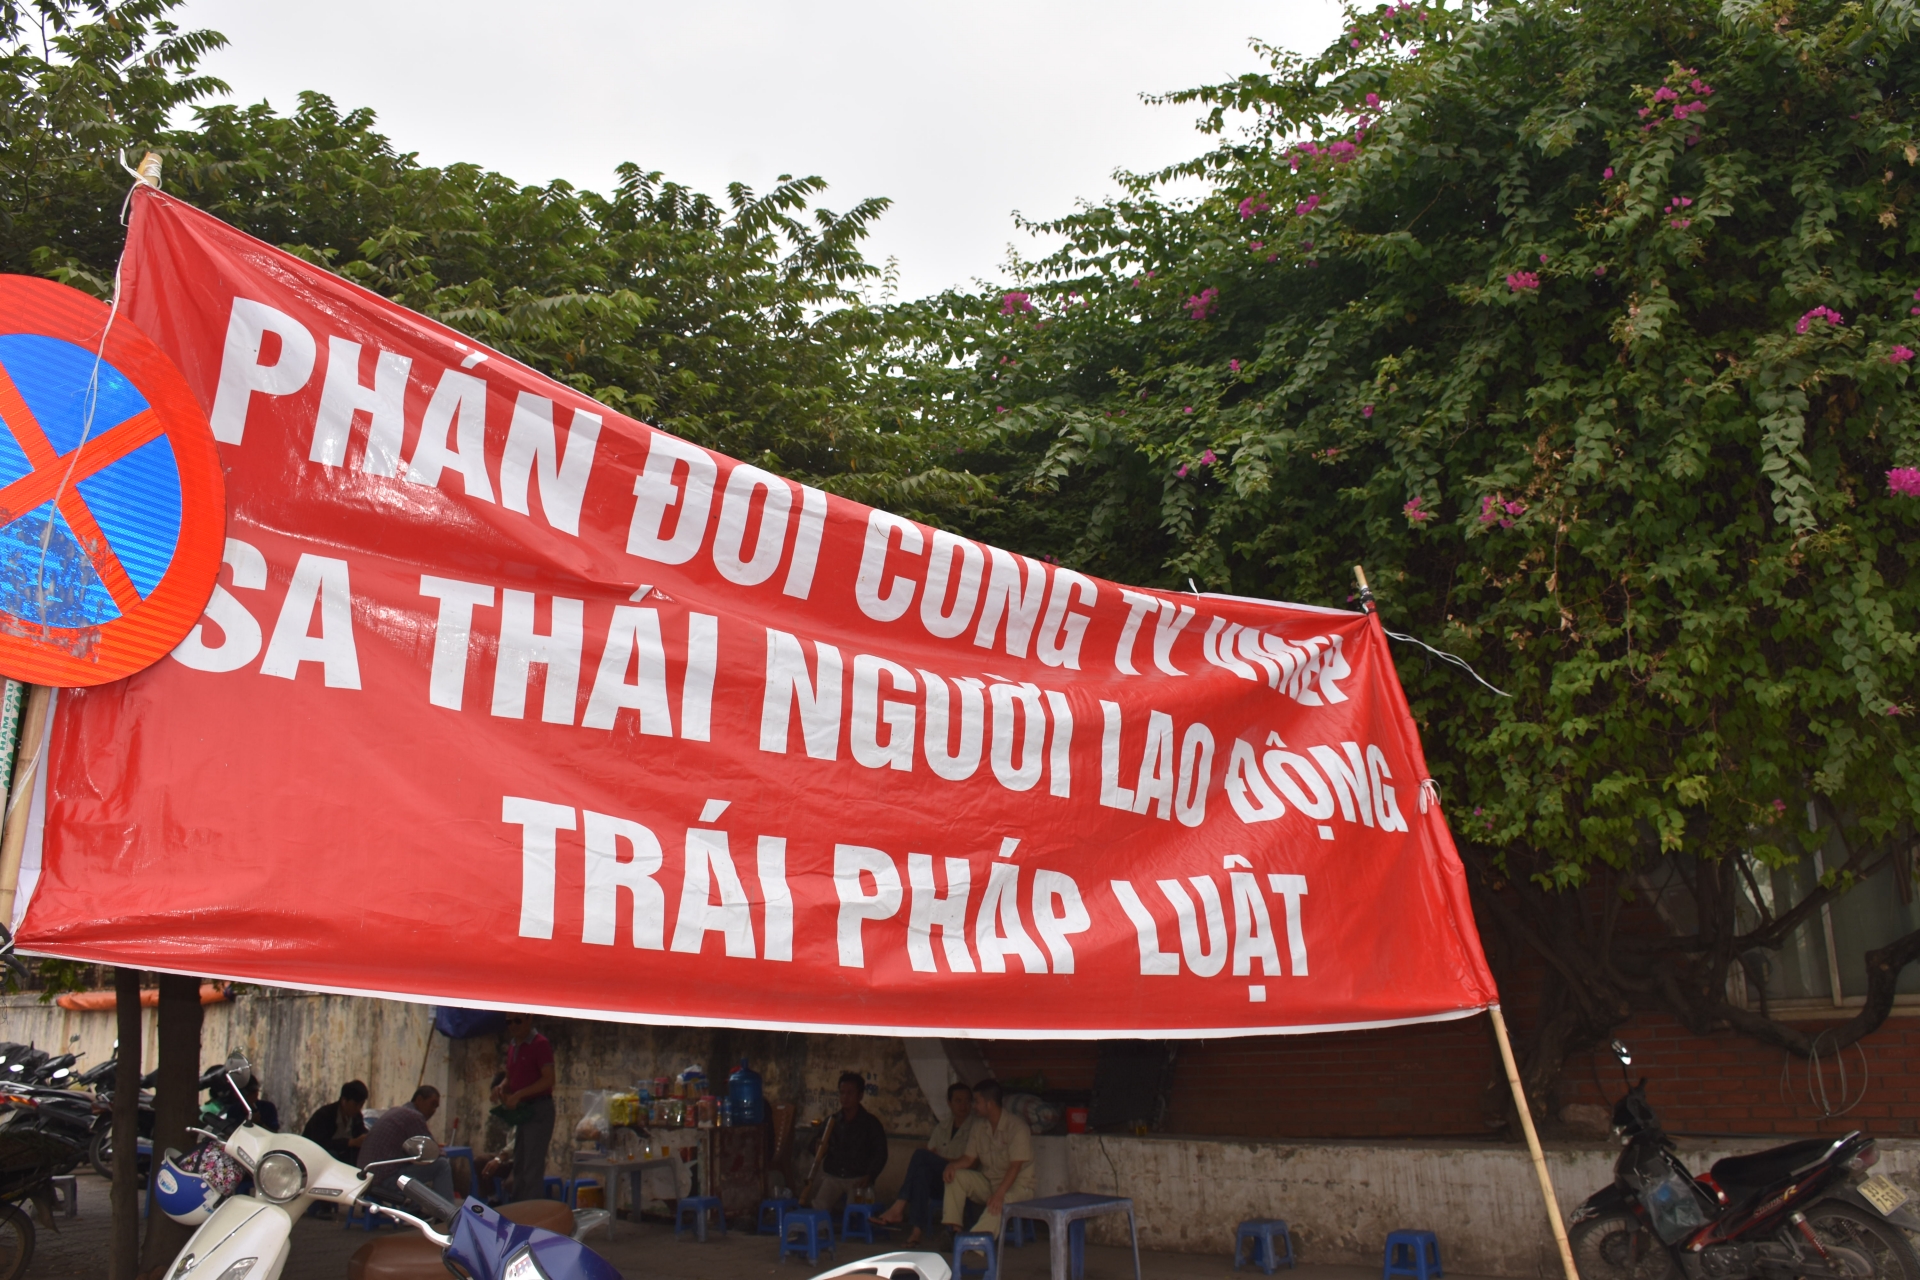 PHẢN ĐỐI CÔNG TY
SA THẢI NGƯỜI LAO ĐỘNG
TRÁI PHÁP LUẬT